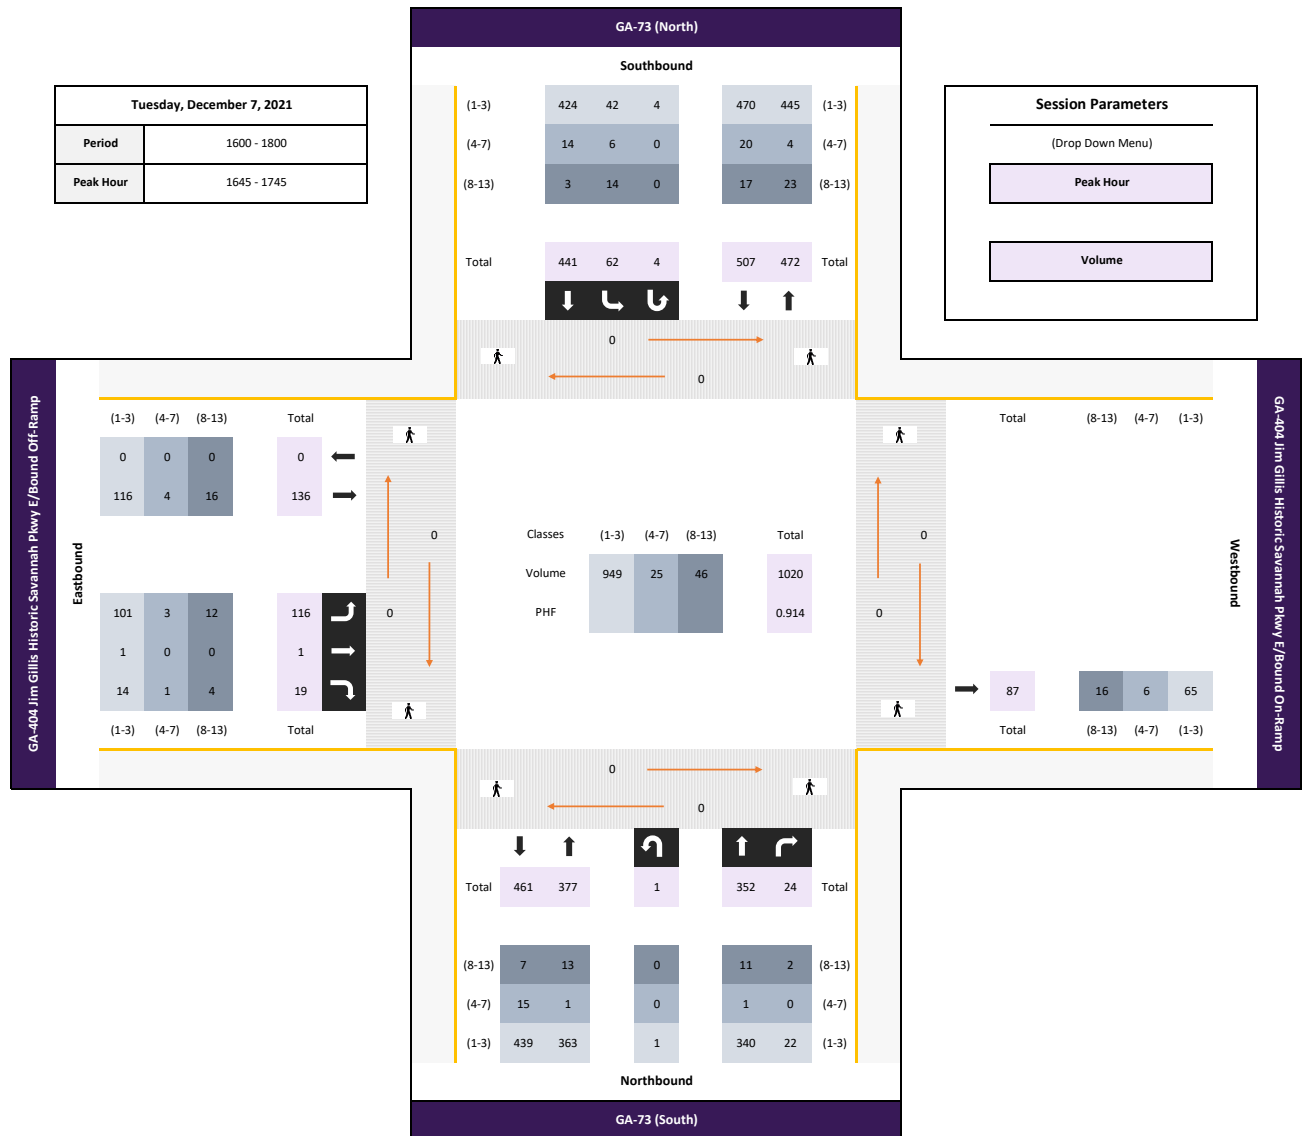 GA-73 (North)
Southbound
Tuesday, December 7, 2021
Period 1600 - 1800
Peak Hour 1645 - 1745
Session Parameters
(Drop Down Menu)
Peak Hour
Volume
(1-3) 424 42 4 470 445 (1-3)
(4-7) 14 6 0 20 4 (4-7)
(8-13) 3 14 0 17 23 (8-13)
Total 441 62 4 507 472 Total
0
0
GA-404 Jim Gillis Historic Savannah Pkwy E/Bound Off-Ramp
Eastbound
(1-3) (4-7) (8-13) Total
0 0 0 0
116 4 16 136
0
0
101 3 12 116
1 0 0 1
14 1 4 19
(1-3) (4-7) (8-13) Total
Classes (1-3) (4-7) (8-13) Total
Volume 949 25 46 1020
PHF 0.914
0
0
Total (8-13) (4-7) (1-3)
87 16 6 65
Total (8-13) (4-7) (1-3)
Westbound
GA-404 Jim Gillis Historic Savannah Pkwy E/Bound On-Ramp
0
0
Total 461 377 1 352 24 Total
(8-13) 7 13 0 11 2 (8-13)
(4-7) 15 1 0 1 0 (4-7)
(1-3) 439 363 1 340 22 (1-3)
Northbound
GA-73 (South)